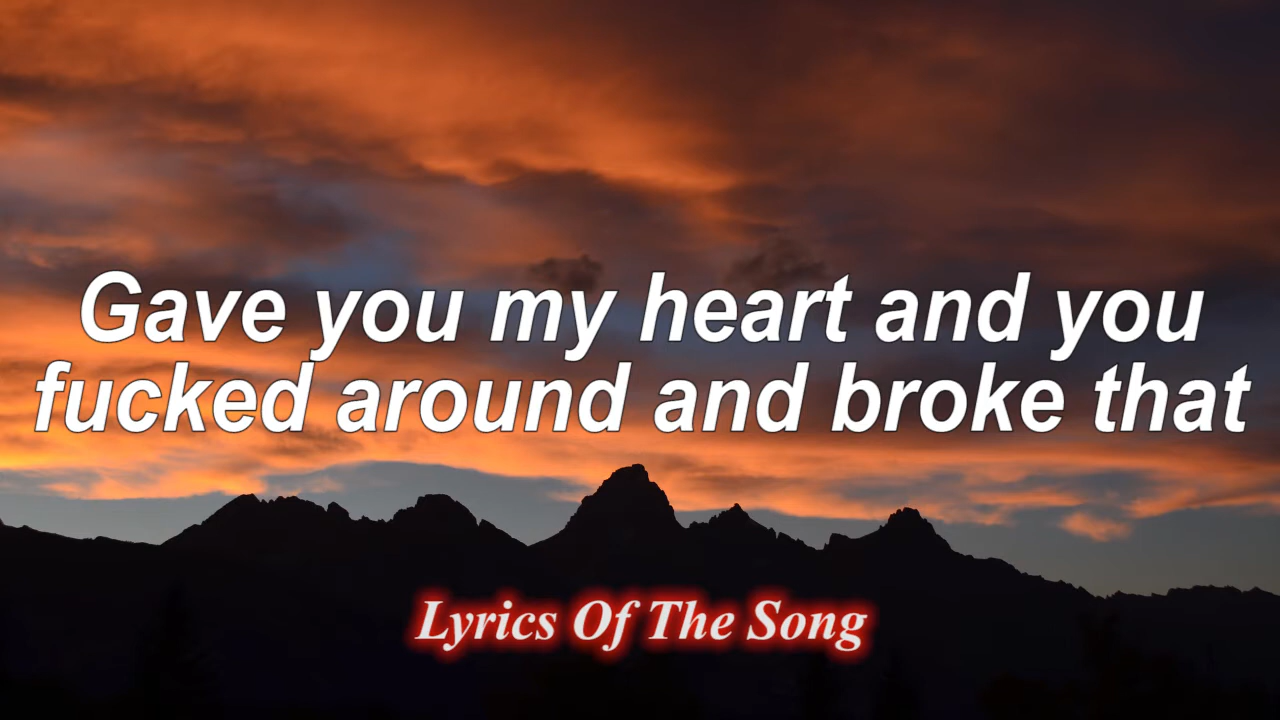 Gave you my heart and you
fucked around and broke that
Lyrics Of The Song